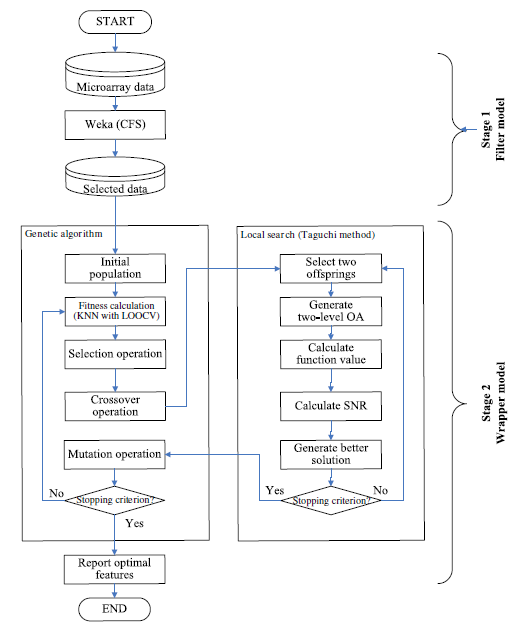 START
Microarray data
Weka (CFS)
Selected data
Stage 1
Filter model
Genetic algorithm
Initial
population
Fitness calculation
(KNN with LOOCV)
Selection operation
Crossover
operation
Mutation operation
No
Stopping criterion?
Yes
Local search (Taguchi method)
Select two
offsprings
Generate
two-level OA
Calculate
function value
Calculate SNR
Generate better
solution
Yes
Stopping criterion?
No
Stage 2
Wrapper model
Report optimal
features
END